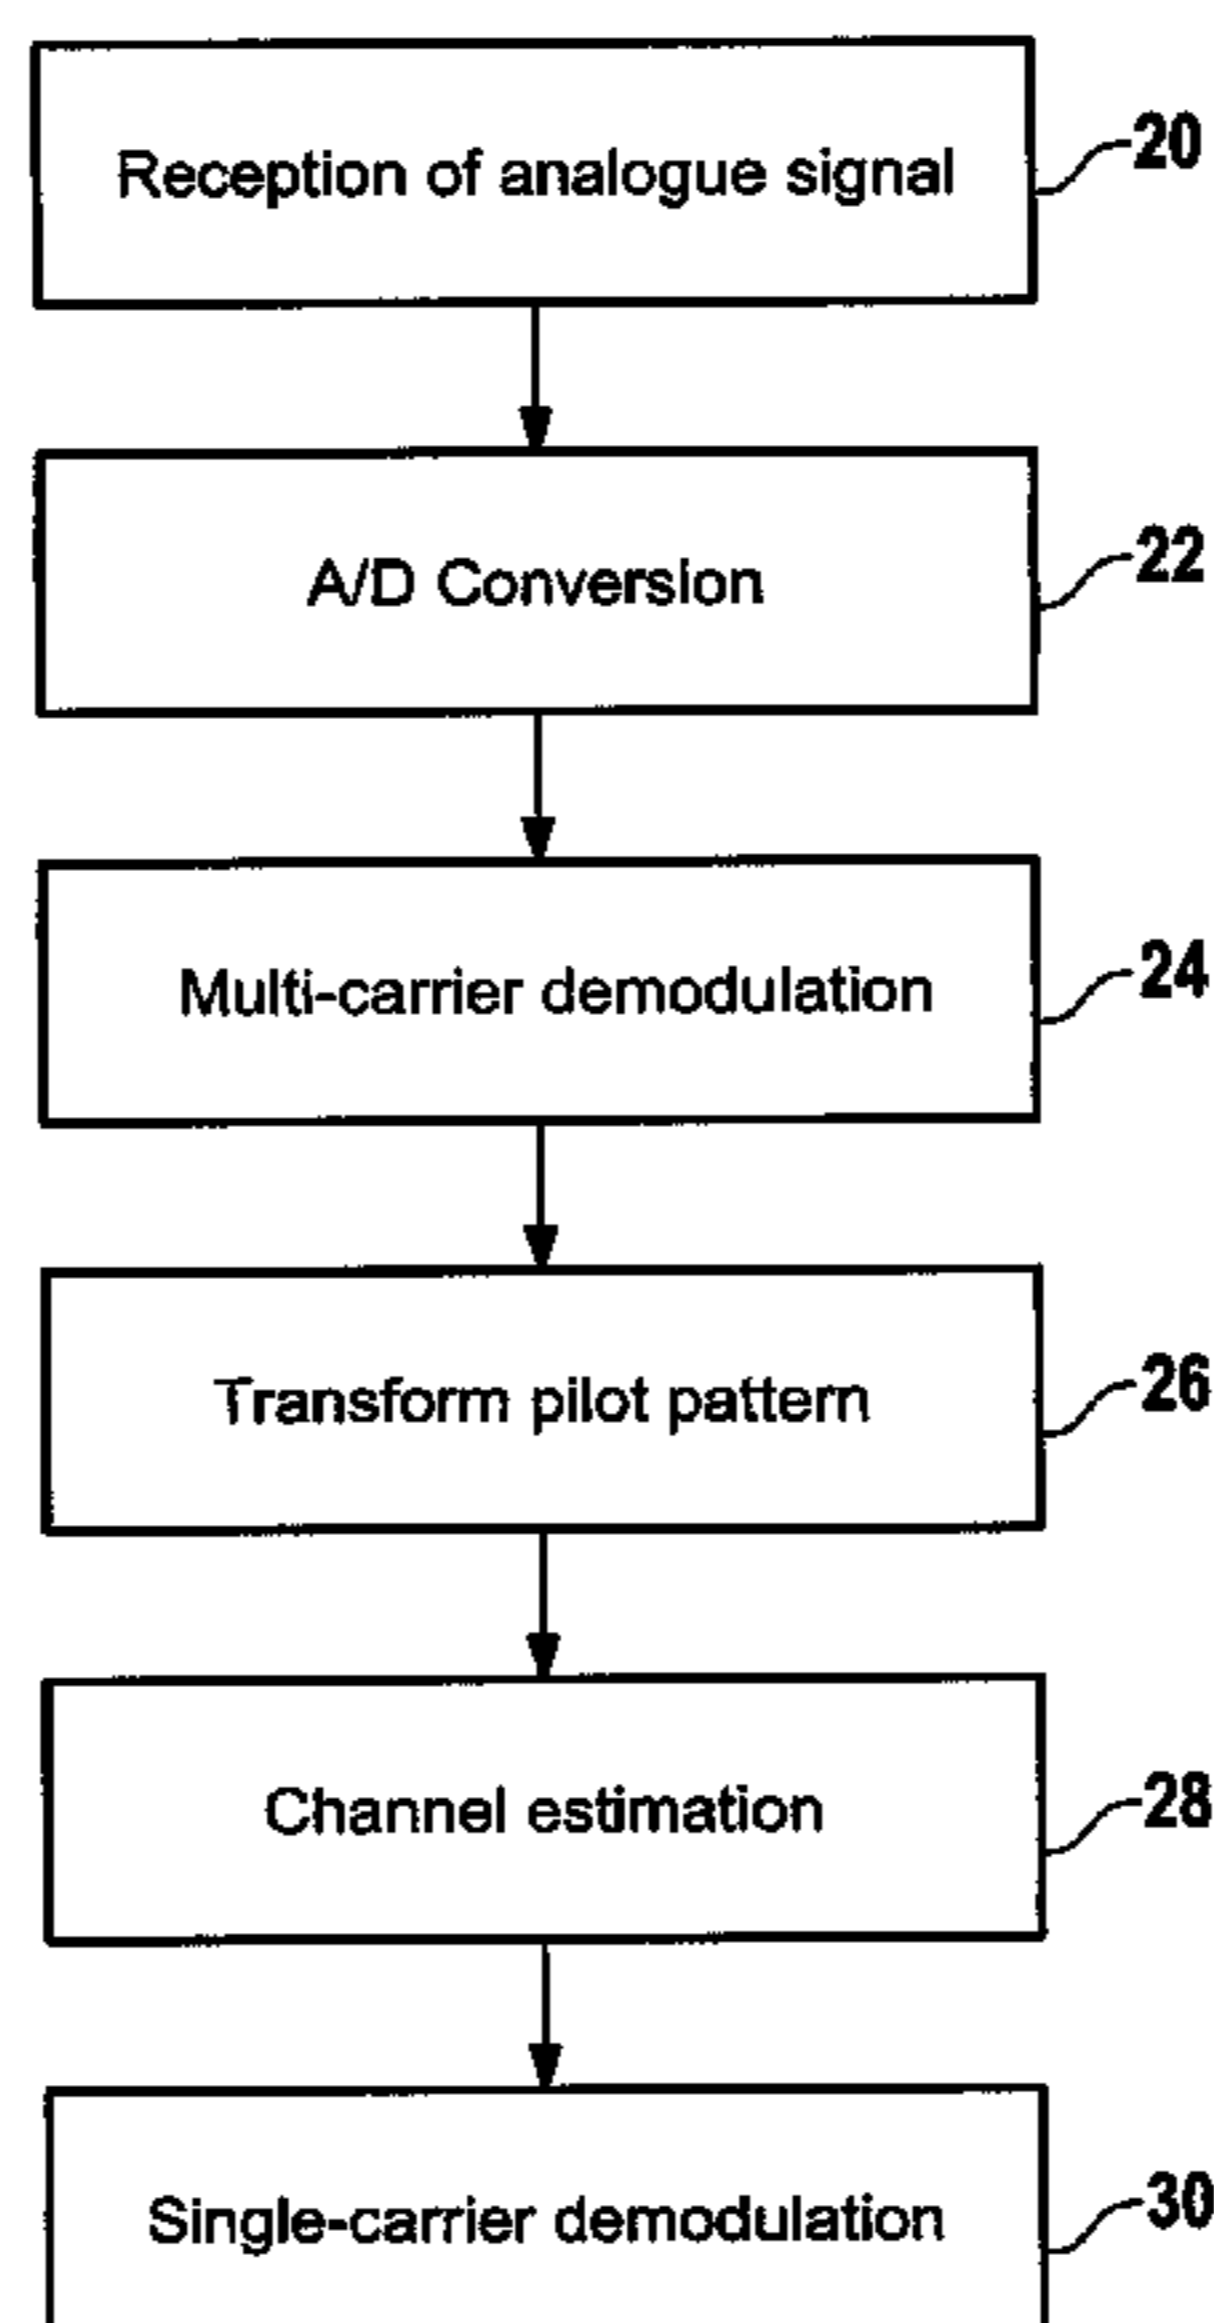 Reception of analogue signal
20
A/D Conversion
22
Multi-carrier demodulation
24
Transform pilot pattern
26
Channel estimation
28
Single-carrier demodulation
30